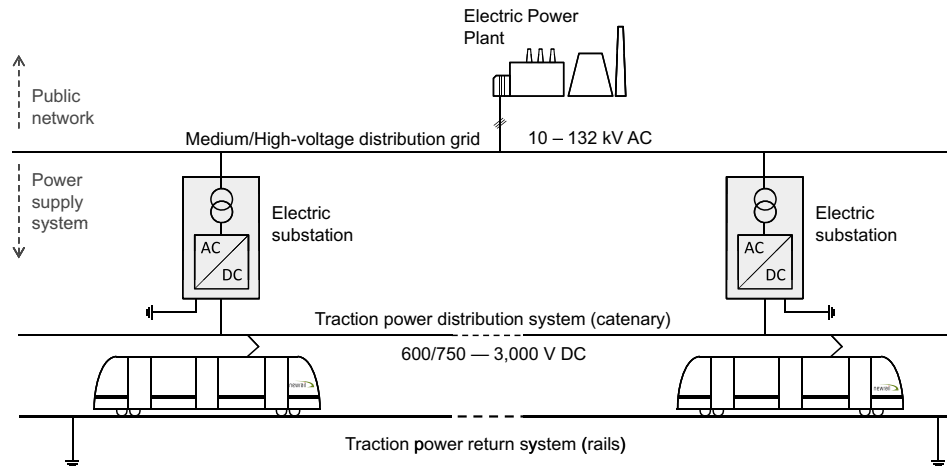 Electric Power
Plant
Public
network
Medium/High-voltage distribution grid
10 – 132 kV AC
Power
supply
system
AC
DC
Electric
substation
AC
DC
Electric
substation
Traction power distribution system (catenary)
600/750 — 3,000 V DC
newrail
newrail
Traction power return system (rails)